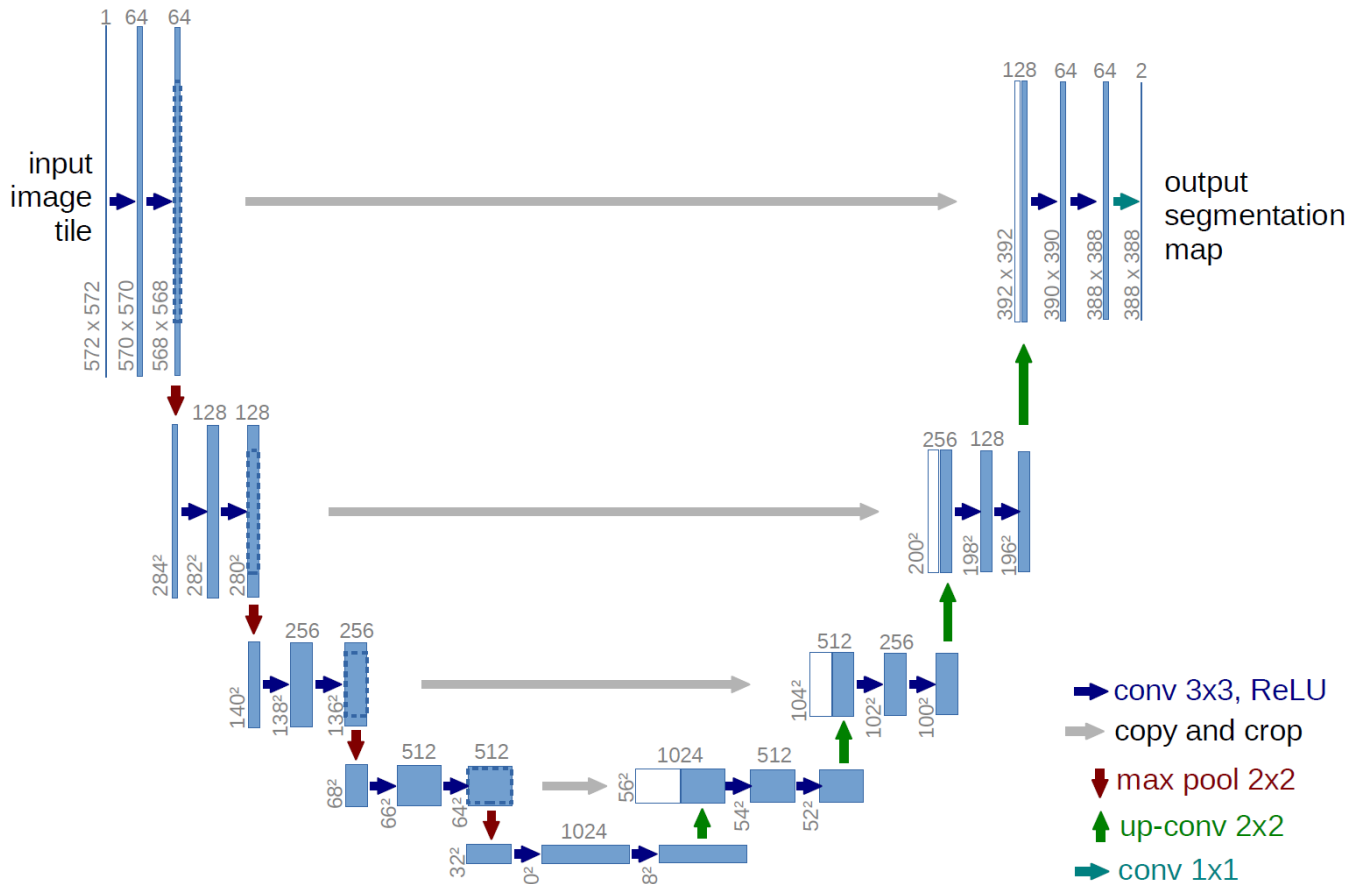 1 64 64
128 64 64 2
input
image
tile
output
segmentation
map
572 x 572
570 x 570
568 x 568
392 x 392
390 x 390
388 x 388
388 x 388
128 128
256 128
284²
282²
280²
200²
198²
196²
256 256
512 256
140²
138²
136²
104²
102²
100²
512 512
1024 512
68²
66²
64²
56²
54²
52²
1024
32²
0²
8²
conv 3x3, ReLU
copy and crop
max pool 2x2
up-conv 2x2
conv 1x1